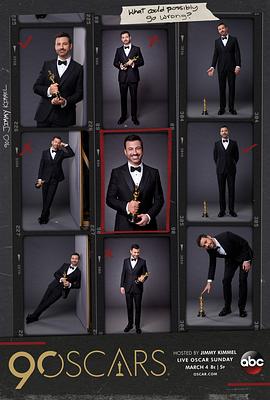 What could possibly
go wrong?
90 OSCARS
HOSTED BY JIMMY KIMMEL
LIVE OSCAR SUNDAY
MARCH 4 8e | 5p
OSCAR.COM
abc